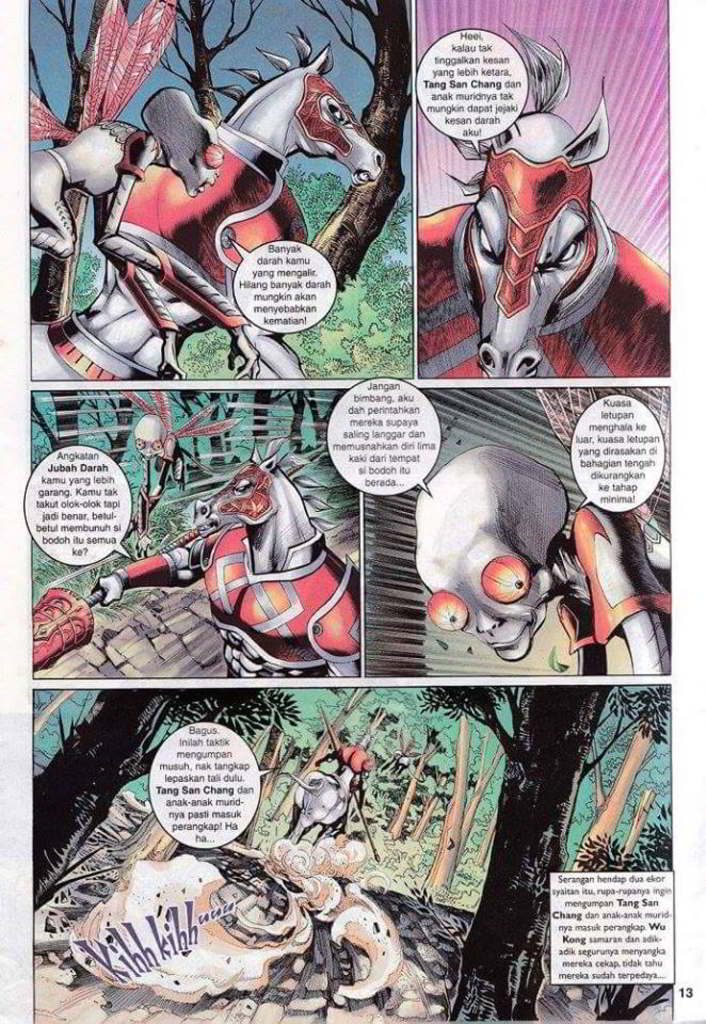 Banyak
darah kamu
yang mengalir.
Hilang banyak darah
mungkin akan
menyebabkan
kematian!
Heei,
kalau tak
tinggalkan kesan
yang lebih ketara,
Tang San Chang dan
anak muridnya tak
mungkin dapat jejaki
kesan darah
aku!
Angkatan
Jubah Darah
kamu yang lebih
garang. Kamu tak
takut olok-olok tapi
jadi benar, betul-
betul membunuh si
bodoh itu semua
ke?
Jangan
bimbang, aku
dah perintahkan
mereka supaya
saling langgar dan
memusnahkan diri lima
kaki dari tempat
si bodoh itu
berada...
Kuasa
letupan
menghala ke
luar, kuasa letupan
yang dirasakan di
bahagian tengah
dikurangkan
ke tahap
minima!
Bagus.
Inilah taktik
mengumpan
musuh, nak tangkap
lepaskan tali dulu.
Tang San Chang dan
anak-anak murid-
nya pasti masuk
perangkap! Ha
ha...
Kihh kihh uuuu
Serangan hendap dua ekor
syaitan itu, rupa-rupanya ingin
mengumpan Tang San
Chang dan anak-anak murid-
nya masuk perangkap. Wu
Kong samaran dan adik-
adik segurunya menyangka
mereka cekap, tidak tahu
mereka sudah terpedaya....
13